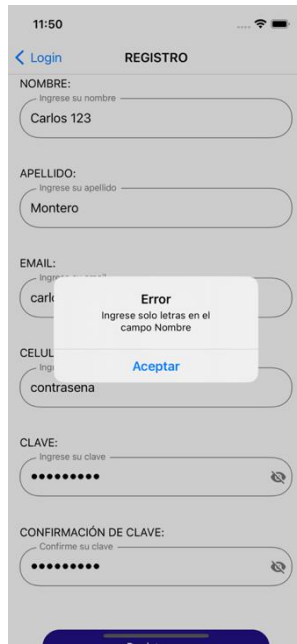 11:50
Login
REGISTRO
NOMBRE:
Ingrese su nombre
Carlos 123
APELLIDO:
Ingrese su apellido
Montero
EMAIL:
Error
Ingrese solo letras en el
campo Nombre
Aceptar
contrasena
CLAVE:
Ingrese su clave
CONFIRMACIÓN DE CLAVE:
Confirme su clave